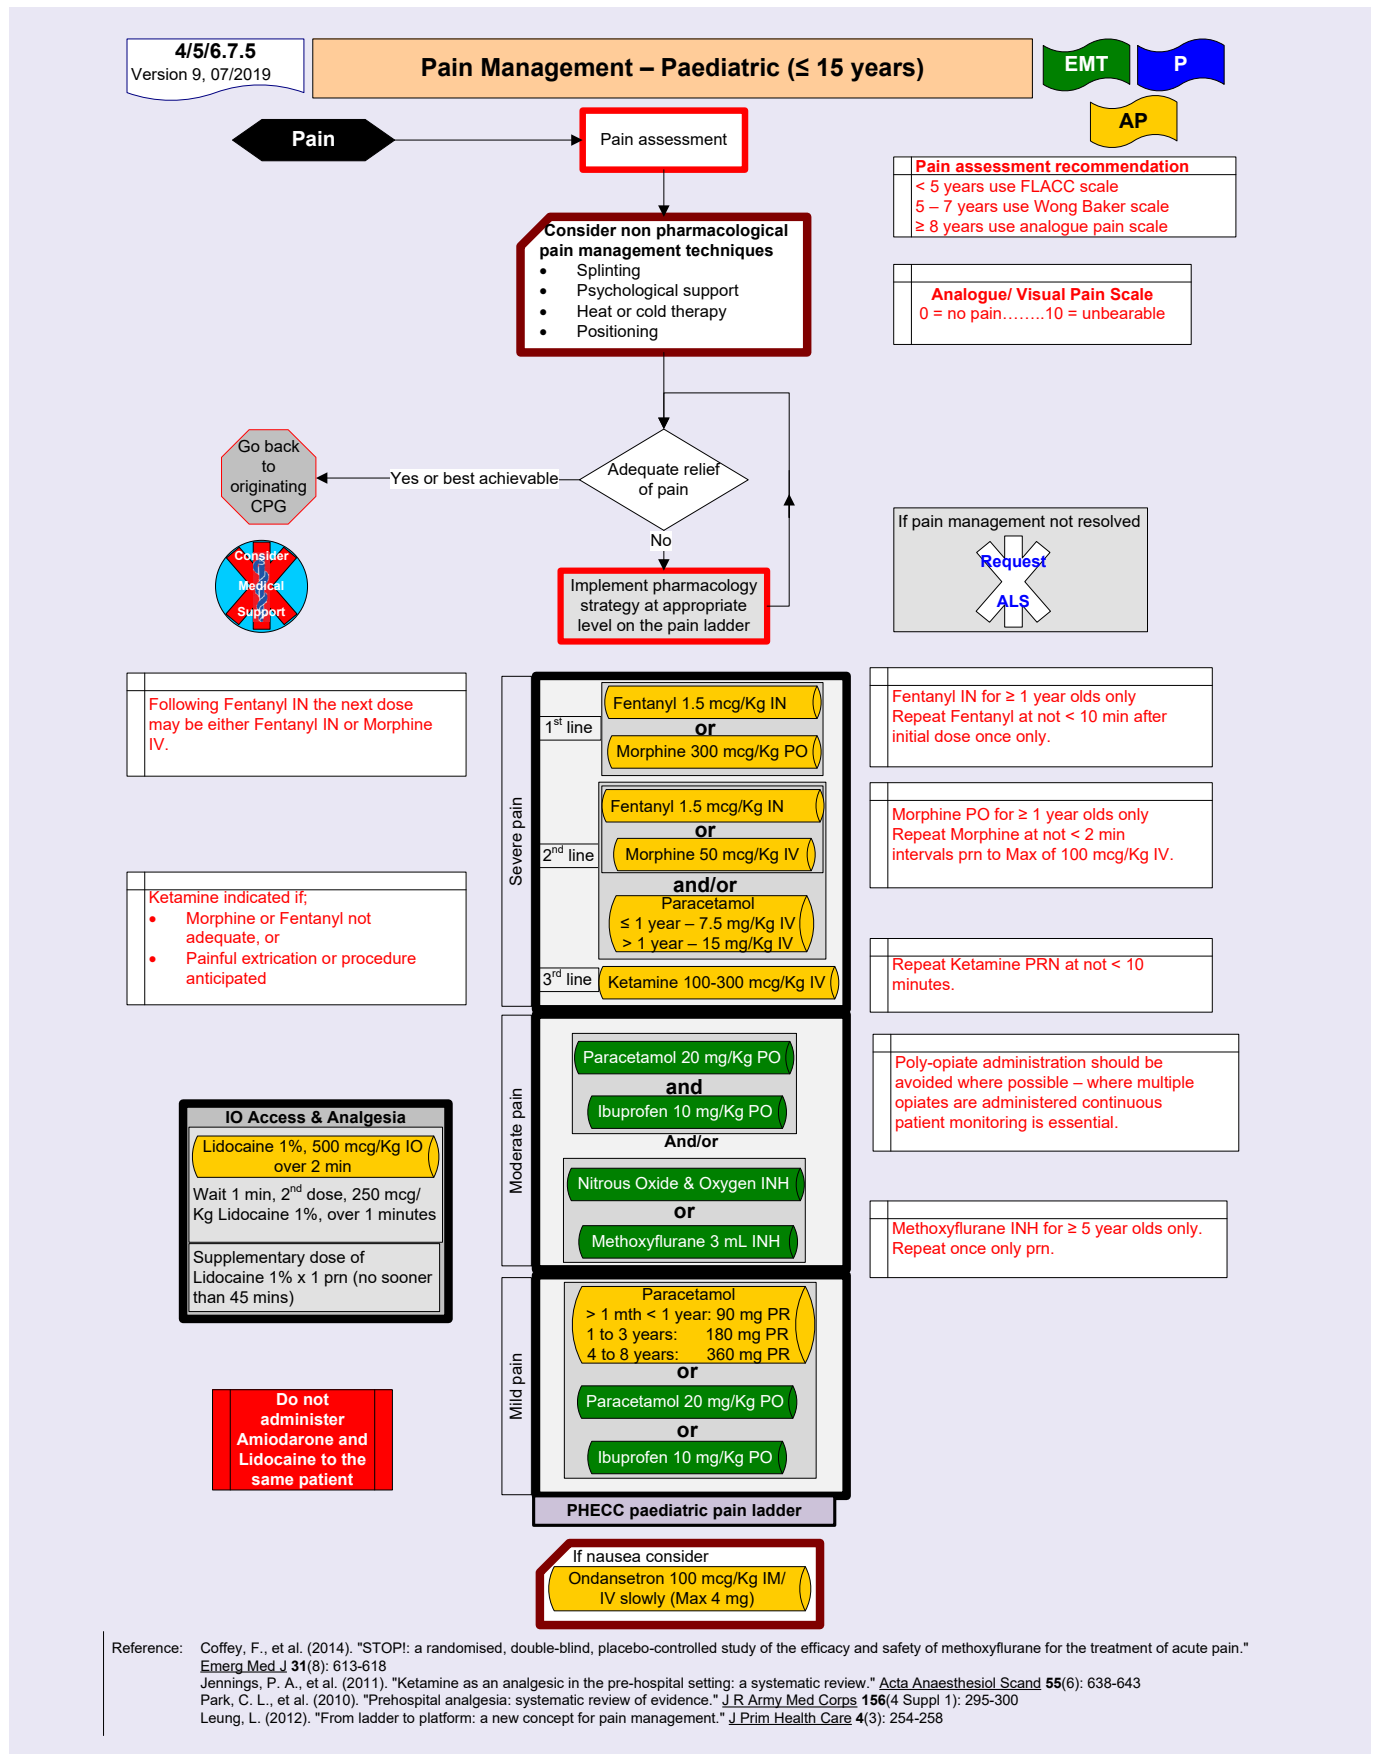 4/5/6.7.5
Version 9, 07/2019
Pain Management – Paediatric (≤ 15 years)
EMT
P
AP
Pain
Pain assessment
Pain assessment recommendation
< 5 years use FLACC scale
5 – 7 years use Wong Baker scale
≥ 8 years use analogue pain scale
Consider non pharmacological
pain management techniques
• Splinting
• Psychological support
• Heat or cold therapy
• Positioning
Analogue/ Visual Pain Scale
0 = no pain……..10 = unbearable
Go back
to
originating
CPG
Yes or best achievable
Adequate relief
of pain
No
Consider
Medical
Support
Implement pharmacology
strategy at appropriate
level on the pain ladder
If pain management not resolved
Request
ALS
Following Fentanyl IN the next dose
may be either Fentanyl IN or Morphine
IV.
Ketamine indicated if;
• Morphine or Fentanyl not
adequate, or
• Painful extrication or procedure
anticipated
Severe pain
1st line
Fentanyl 1.5 mcg/Kg IN
or
Morphine 300 mcg/Kg PO
2nd line
Fentanyl 1.5 mcg/Kg IN
or
Morphine 50 mcg/Kg IV
and/or
Paracetamol
≤ 1 year – 7.5 mg/Kg IV
> 1 year – 15 mg/Kg IV
3rd line
Ketamine 100-300 mcg/Kg IV
Fentanyl IN for ≥ 1 year olds only
Repeat Fentanyl at not < 10 min after
initial dose once only.
Morphine PO for ≥ 1 year olds only
Repeat Morphine at not < 2 min
intervals prn to Max of 100 mcg/Kg IV.
Repeat Ketamine PRN at not < 10
minutes.
Poly-opiate administration should be
avoided where possible – where multiple
opiates are administered continuous
patient monitoring is essential.
Moderate pain
Paracetamol 20 mg/Kg PO
and
Ibuprofen 10 mg/Kg PO
And/or
Nitrous Oxide & Oxygen INH
or
Methoxyflurane 3 mL INH
Methoxyflurane INH for ≥ 5 year olds only.
Repeat once only prn.
IO Access & Analgesia
Lidocaine 1%, 500 mcg/Kg IO
over 2 min
Wait 1 min, 2nd dose, 250 mcg/
Kg Lidocaine 1%, over 1 minutes
Supplementary dose of
Lidocaine 1% x 1 prn (no sooner
than 45 mins)
Do not
administer
Amiodarone and
Lidocaine to the
same patient
Mild pain
Paracetamol
> 1 mth < 1 year: 90 mg PR
1 to 3 years: 180 mg PR
4 to 8 years: 360 mg PR
or
Paracetamol 20 mg/Kg PO
or
Ibuprofen 10 mg/Kg PO
PHECC paediatric pain ladder
If nausea consider
Ondansetron 100 mcg/Kg IM/
IV slowly (Max 4 mg)
Reference: Coffey, F., et al. (2014). "STOP!: a randomised, double-blind, placebo-controlled study of the efficacy and safety of methoxyflurane for the treatment of acute pain."
Emerg Med J 31(8): 613-618
Jennings, P. A., et al. (2011). "Ketamine as an analgesic in the pre-hospital setting: a systematic review." Acta Anaesthesiol Scand 55(6): 638-643
Park, C. L., et al. (2010). "Prehospital analgesia: systematic review of evidence." J R Army Med Corps 156(4 Suppl 1): 295-300
Leung, L. (2012). "From ladder to platform: a new concept for pain management." J Prim Health Care 4(3): 254-258